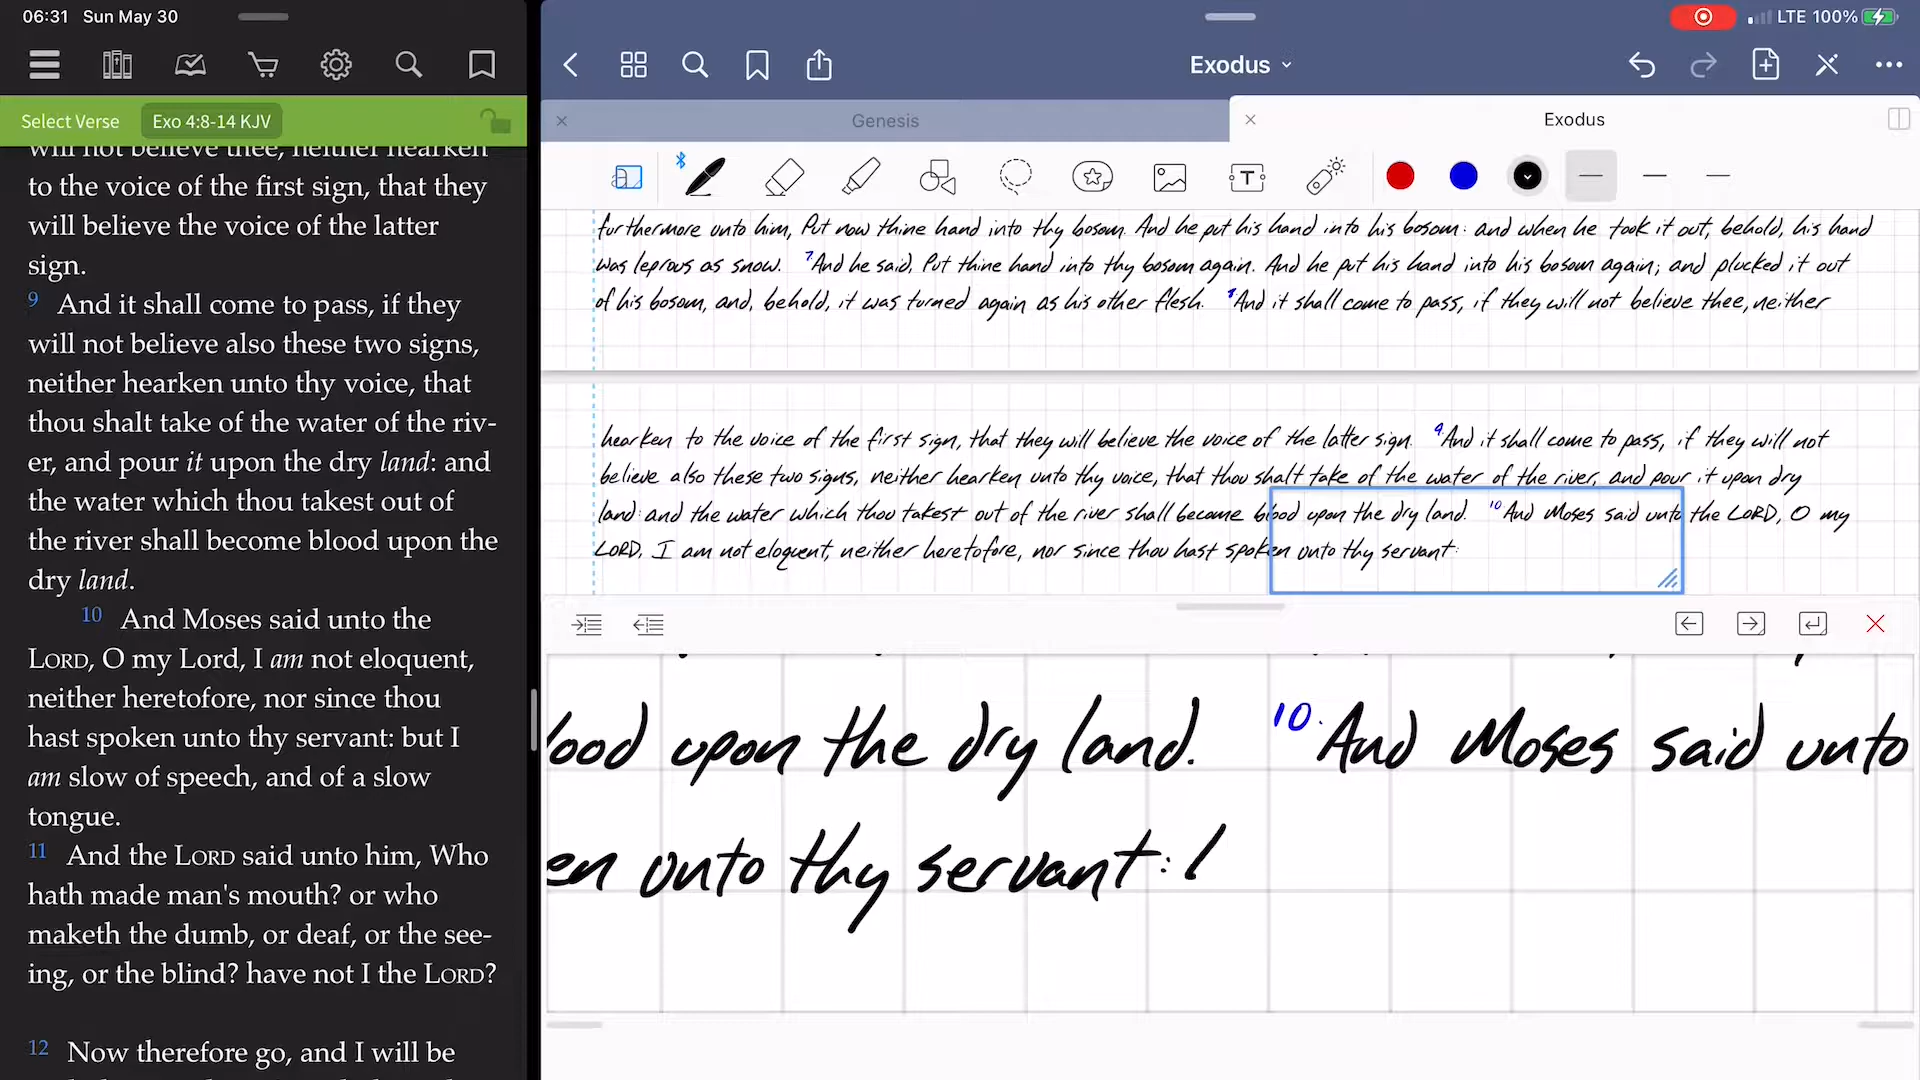 06:31 Sun May 30
LTE 100%
Exodus
Select Verse Exo 4:8-14 KJV
Genesis
Exodus
will not believe thee, neither hearken
to the voice of the first sign, that they
will believe the voice of the latter
sign.
9 And it shall come to pass, if they
will not believe also these two signs,
neither hearken unto thy voice, that
thou shalt take of the water of the riv-
er, and pour it upon the dry land: and
the water which thou takest out of
the river shall become blood upon the
dry land.
10 And Moses said unto the
LORD, O my Lord, I am not eloquent,
neither heretofore, nor since thou
hast spoken unto thy servant: but I
am slow of speech, and of a slow
tongue.
11 And the LORD said unto him, Who
hath made man's mouth? or who
maketh the dumb, or deaf, or the see-
ing, or the blind? have not I the LORD?
12 Now therefore go, and I will be
furthermore unto him, Put now thine hand into thy bosom. And he put his hand into his bosom: and when he took it out, behold, his hand
was leprous as snow. 7 And he said, Put thine hand into thy bosom again. And he put his hand into his bosom again; and plucked it out
of his bosom, and, behold, it was turned again as his other flesh. 8 And it shall come to pass, if they will not believe thee, neither
hearken to the voice of the first sign, that they will believe the voice of the latter sign. 9. And it shall come to pass, if they will not
believe also these two signs, neither hearken unto thy voice, that thou shalt take of the water of the river, and pour it upon dry
land: and the water which thou takest out of the river shall become blood upon the dry land. 10. And Moses said unto the LORD, O my
LORD, I am not eloquent, neither heretofore, nor since thou hast spoken unto thy servant:
lood upon the dry land. 10. And Moses said unto
en unto thy servant: